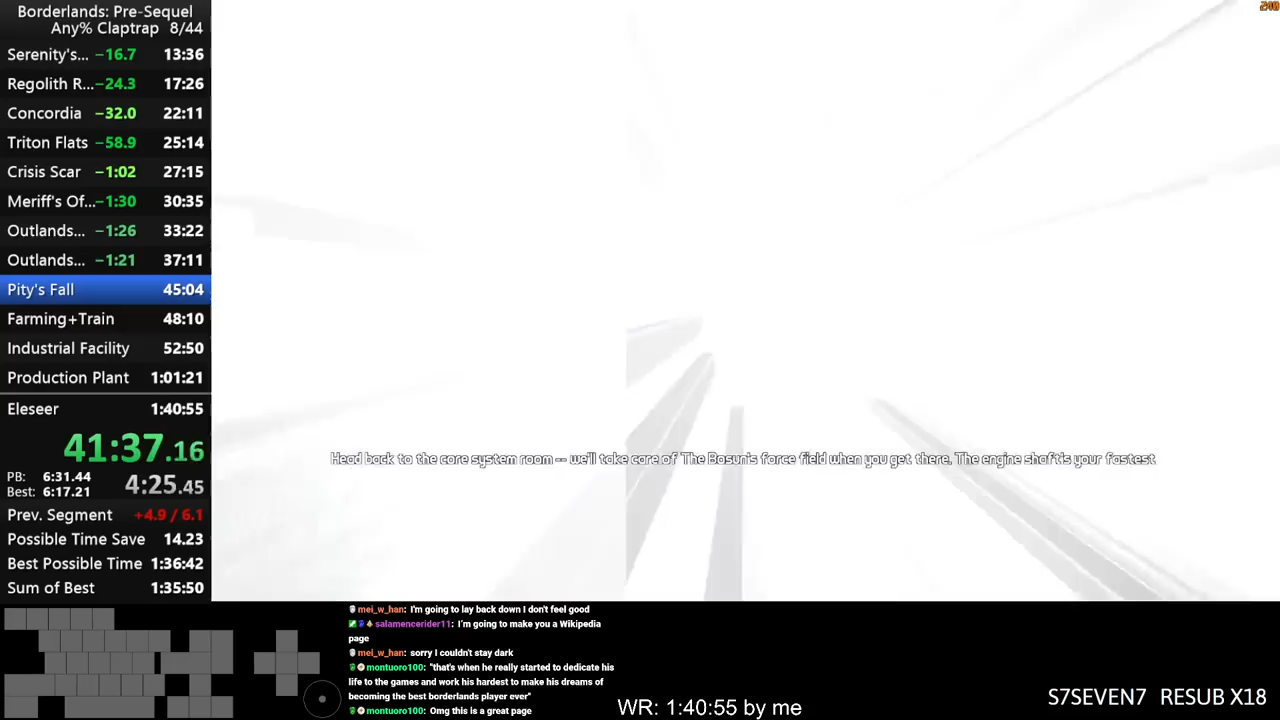 Borderlands: Pre-Sequel
Any% Claptrap 8/44
Serenity's... −16.7 13:36
Regolith R... −24.3 17:26
Concordia −32.0 22:11
Triton Flats −58.9 25:14
Crisis Scar −1:02 27:15
Meriff's Of... −1:30 30:35
Outlands... −1:26 33:22
Outlands... −1:21 37:11
Pity's Fall 45:04
Farming+Train 48:10
Industrial Facility 52:50
Production Plant 1:01:21
Eleseer 1:40:55
41:37.16
PB: 6:31.44
Best: 6:17.21
4:25.45
Prev. Segment +4.9 / 6.1
Possible Time Save 14.23
Best Possible Time 1:36:42
Sum of Best 1:35:50
240
Head back to the core system room -- we'll take care of The Bosun's force field when you get there. The engine shaft's your fastest
mei_w_han: I'm going to lay back down I don't feel good
salamencerider11: I'm going to make you a Wikipedia
page
mei_w_han: sorry I couldn't stay dark
montuoro100: "that's when he really started to dedicate his
life to the games and work his hardest to make his dreams of
becoming the best borderlands player ever"
montuoro100: Omg this is a great page
WR: 1:40:55 by me
S7SEVEN7 RESUB X18